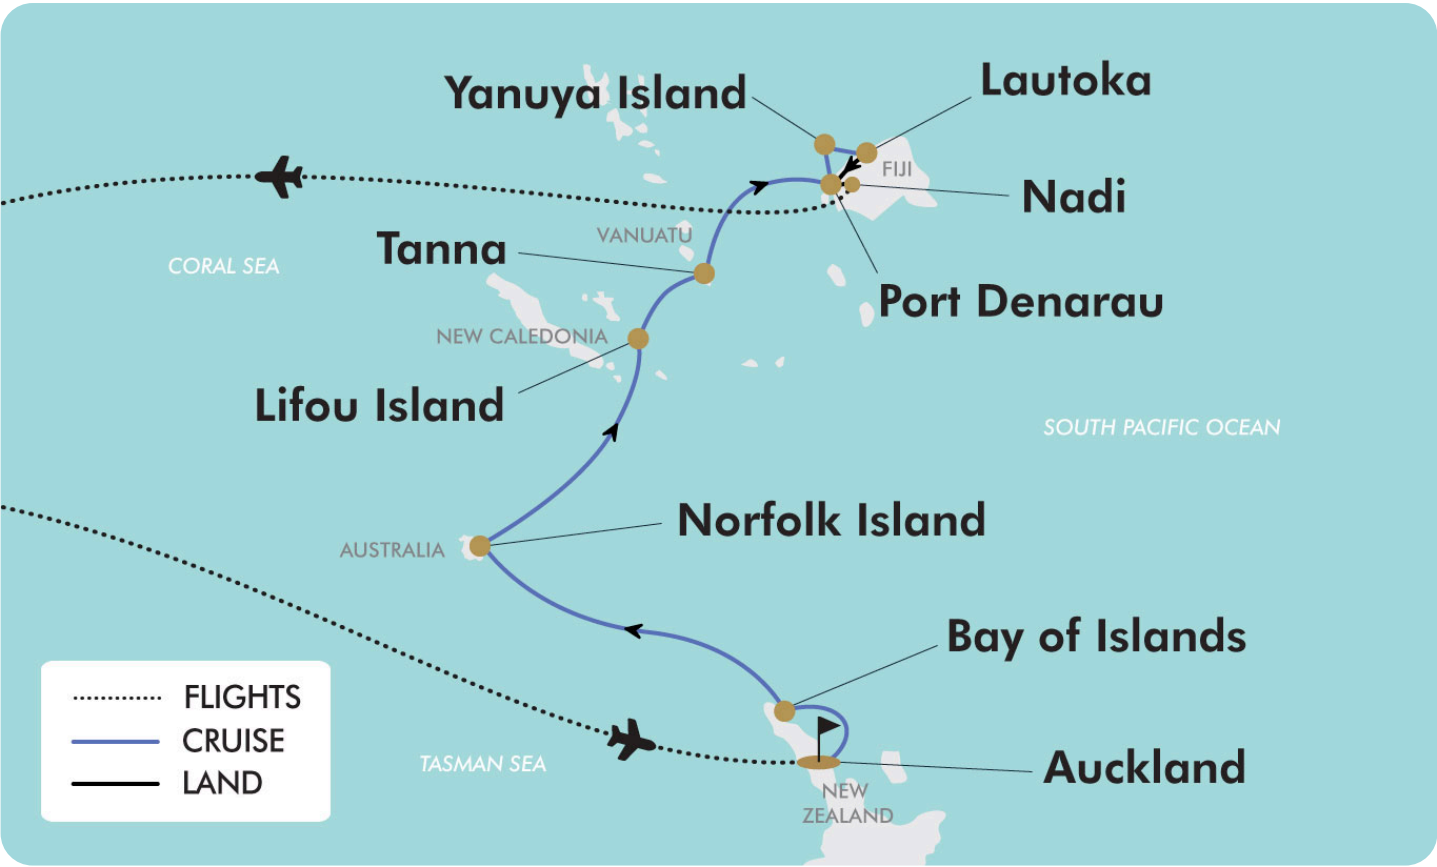 Yanuya Island
Lautoka
FIJI
Nadi
VANUATU
Tanna
CORAL SEA
Port Denarau
NEW CALEDONIA
Lifou Island
SOUTH PACIFIC OCEAN
Norfolk Island
AUSTRALIA
Bay of Islands
FLIGHTS
CRUISE
LAND
TASMAN SEA
Auckland
NEW
ZEALAND